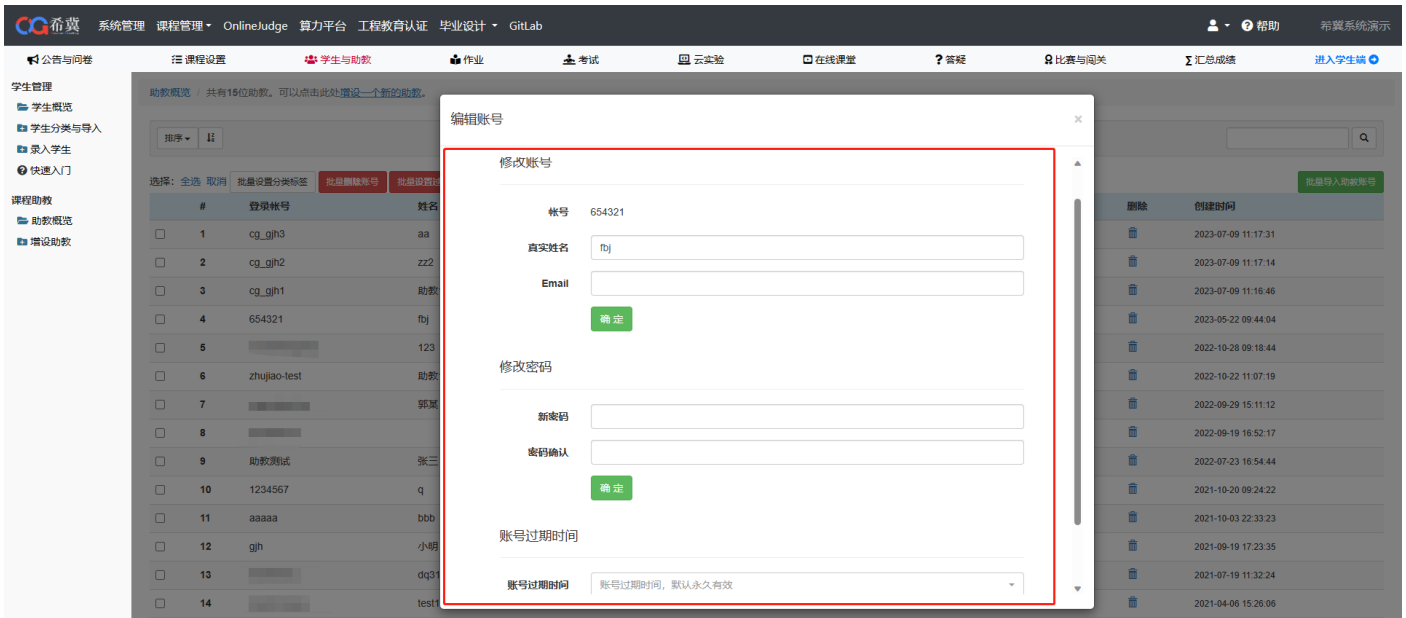 CG希冀 系统管理 课程管理 OnlineJudge 算力平台 工程教育认证 毕业设计 GitLab 帮助 希冀系统演示
公告与问卷 课程设置 学生与助教 作业 考试 云实验 在线课堂 ?答疑 比赛与闯关 ∑汇总成绩 进入学生端
学生管理
学生概览
学生分类与导入
录入学生
快速入门
课程助教
助教概览
增设助教
助教概览 / 共有15位助教。可以点击此处增设一个新的助教。
排序
选择: 全选 取消 批量设置分类标签 批量删除账号 批量设置过 批量导入助教账号
# 登录帐号 姓名 删除 创建时间
1 cg_gjh3 aa 2023-07-09 11:17:31
2 cg_gjh2 zz2 2023-07-09 11:17:14
3 cg_gjh1 助教 2023-07-09 11:16:46
4 654321 fbj 2023-05-22 09:44:04
5 123 2022-10-28 09:18:44
6 zhujiao-test 助教 2022-10-22 11:07:19
7 郭某 2022-09-29 15:11:12
8 2022-09-19 16:52:17
9 助教测试 张三 2022-07-23 16:54:44
10 1234567 q 2021-10-20 09:24:22
11 aaaaa bbb 2021-10-03 22:33:23
12 gjh 小明 2021-09-19 17:23:35
13 dq31 2021-07-19 11:32:24
14 test1 2021-04-06 15:26:06
编辑账号 ×
修改账号
帐号 654321
真实姓名 fbj
Email
确 定
修改密码
新密码
密码确认
确 定
账号过期时间
账号过期时间 账号过期时间，默认永久有效